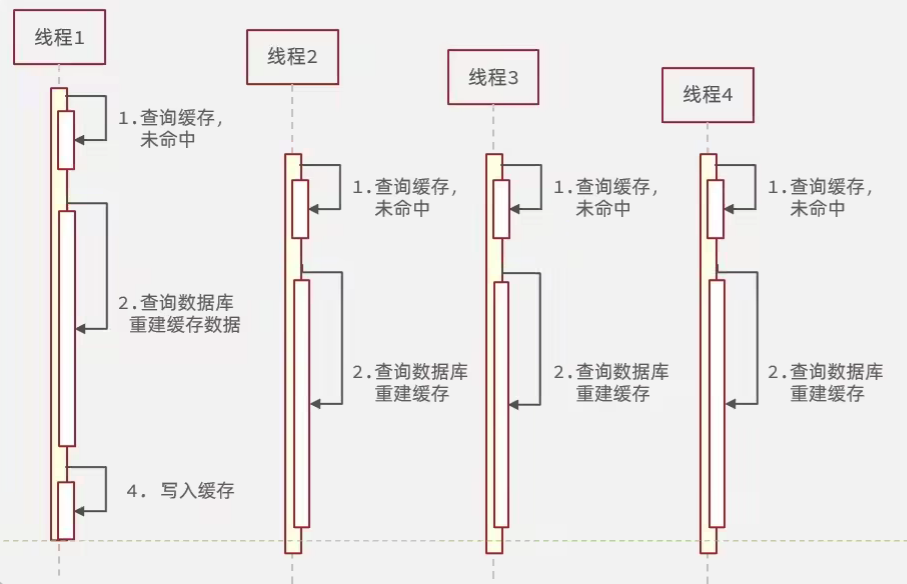 线程1
线程2
线程3
线程4
1.查询缓存,
未命中
1.查询缓存,
未命中
1.查询缓存,
未命中
1.查询缓存,
未命中
2.查询数据库
重建缓存数据
2.查询数据库
重建缓存
2.查询数据库
重建缓存
2.查询数据库
重建缓存
4. 写入缓存